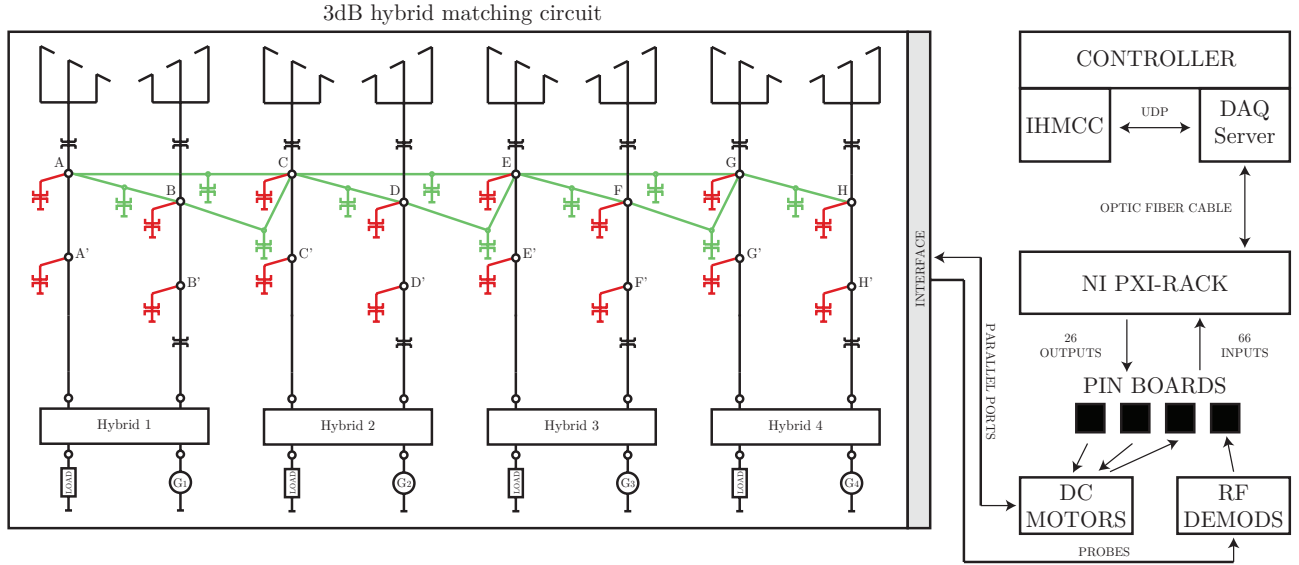 3dB hybrid matching circuit
CONTROLLER
IHMCC
UDP
DAQ
Server
OPTIC FIBER CABLE
A
B
C
D
E
F
G
H
A'
B'
C'
D'
E'
F'
G'
H'
INTERFACE
NI PXI-RACK
26
OUTPUTS
66
INPUTS
PARALLEL PORTS
PIN BOARDS
Hybrid 1
Hybrid 2
Hybrid 3
Hybrid 4
LOAD
G1
LOAD
G2
LOAD
G3
LOAD
G4
DC
MOTORS
RF
DEMODS
PROBES